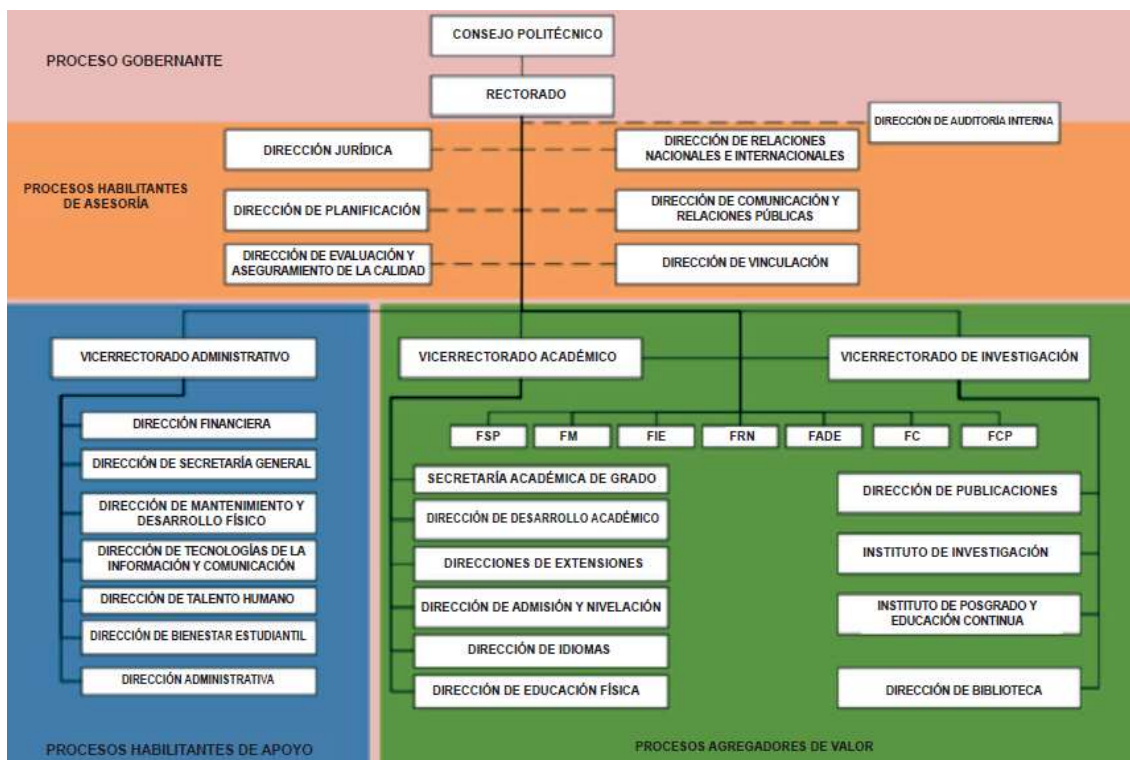 CONSEJO POLITÉCNICO
PROCESO GOBERNANTE
RECTORADO
DIRECCIÓN DE AUDITORÍA INTERNA
DIRECCIÓN JURÍDICA
DIRECCIÓN DE RELACIONES
NACIONALES E INTERNACIONALES
PROCESOS HABILITANTES
DE ASESORÍA
DIRECCIÓN DE PLANIFICACIÓN
DIRECCIÓN DE COMUNICACIÓN Y
RELACIONES PÚBLICAS
DIRECCIÓN DE EVALUACIÓN Y
ASEGURAMIENTO DE LA CALIDAD
DIRECCIÓN DE VINCULACIÓN
VICERRECTORADO ADMINISTRATIVO
VICERRECTORADO ACADÉMICO
VICERRECTORADO DE INVESTIGACIÓN
DIRECCIÓN FINANCIERA
DIRECCIÓN DE SECRETARÍA GENERAL
DIRECCIÓN DE MANTENIMIENTO Y
DESARROLLO FÍSICO
DIRECCIÓN DE TECNOLOGÍAS DE LA
INFORMACIÓN Y COMUNICACIÓN
DIRECCIÓN DE TALENTO HUMANO
DIRECCIÓN DE BIENESTAR ESTUDIANTIL
DIRECCIÓN ADMINISTRATIVA
PROCESOS HABILITANTES DE APOYO
FSP
FM
FIE
FRN
FADE
FC
FCP
SECRETARÍA ACADÉMICA DE GRADO
DIRECCIÓN DE DESARROLLO ACADÉMICO
DIRECCIONES DE EXTENSIONES
DIRECCIÓN DE ADMISIÓN Y NIVELACIÓN
DIRECCIÓN DE IDIOMAS
DIRECCIÓN DE EDUCACIÓN FÍSICA
DIRECCIÓN DE PUBLICACIONES
INSTITUTO DE INVESTIGACIÓN
INSTITUTO DE POSGRADO Y
EDUCACIÓN CONTINUA
DIRECCIÓN DE BIBLIOTECA
PROCESOS AGREGADORES DE VALOR